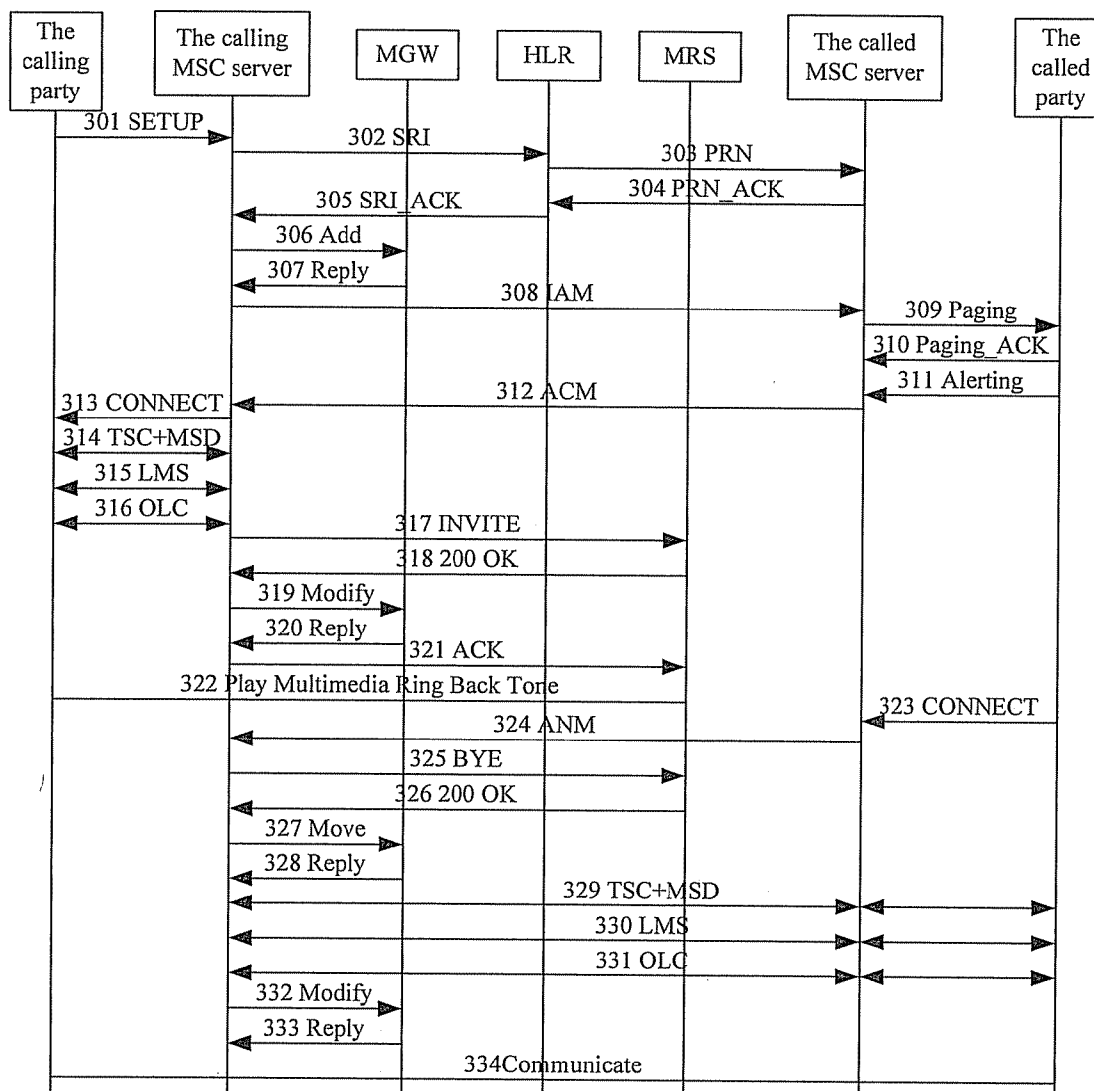 The
calling
party
The calling
MSC server
MGW
HLR
MRS
The called
MSC server
The
called
party
301 SETUP
302 SRI
303 PRN
304 PRN_ACK
305 SRI_ACK
306 Add
307 Reply
308 IAM
309 Paging
310 Paging_ACK
311 Alerting
312 ACM
313 CONNECT
314 TSC+MSD
315 LMS
316 OLC
317 INVITE
318 200 OK
319 Modify
320 Reply
321 ACK
322 Play Multimedia Ring Back Tone
323 CONNECT
324 ANM
325 BYE
326 200 OK
327 Move
328 Reply
329 TSC+MSD
330 LMS
331 OLC
332 Modify
333 Reply
334Communicate